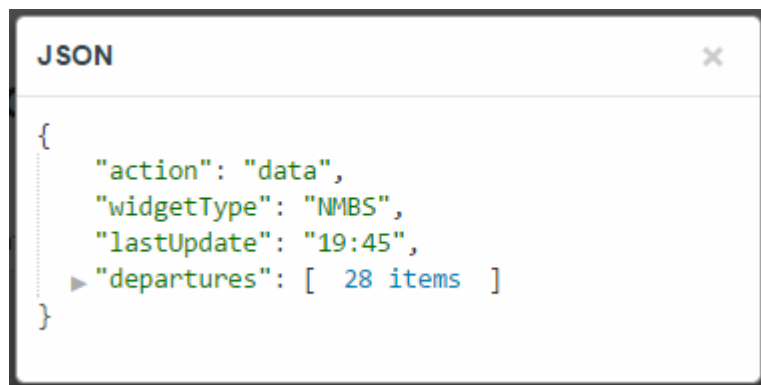 JSON ×
{
"action": "data",
"widgetType": "NMBS",
"lastUpdate": "19:45",
"departures": [ 28 items ]
}